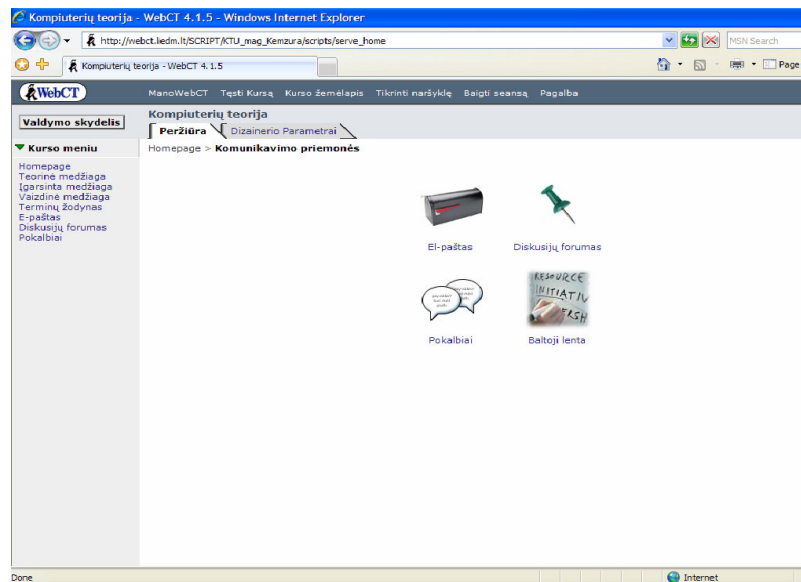 Kompiuterių teorija - WebCT 4.1.5 - Windows Internet Explorer
http://webct.liedm.lt/SCRIPT/KTU_mag_Kemzura/scripts/serve_home
MSN Search
Kompiuterių teorija - WebCT 4.1.5
Page
WebCT
ManoWebCT Tęsti Kursą Kurso žemėlapis Tikrinti naršyklę Baigti seansą Pagalba
Valdymo skydelis
Kompiuterių teorija
Peržiūra Dizainerio Parametrai
Kurso meniu
Homepage > Komunikavimo priemonės
Homepage
Teorinė medžiaga
Įgarsinta medžiaga
Vaizdinė medžiaga
Terminų žodynas
E-paštas
Diskusijų forumas
Pokalbiai
El-paštas Diskusijų forumas
RESOURCE
INITIATIV
ERSH
Pokalbiai Baltoji lenta
Done
Internet